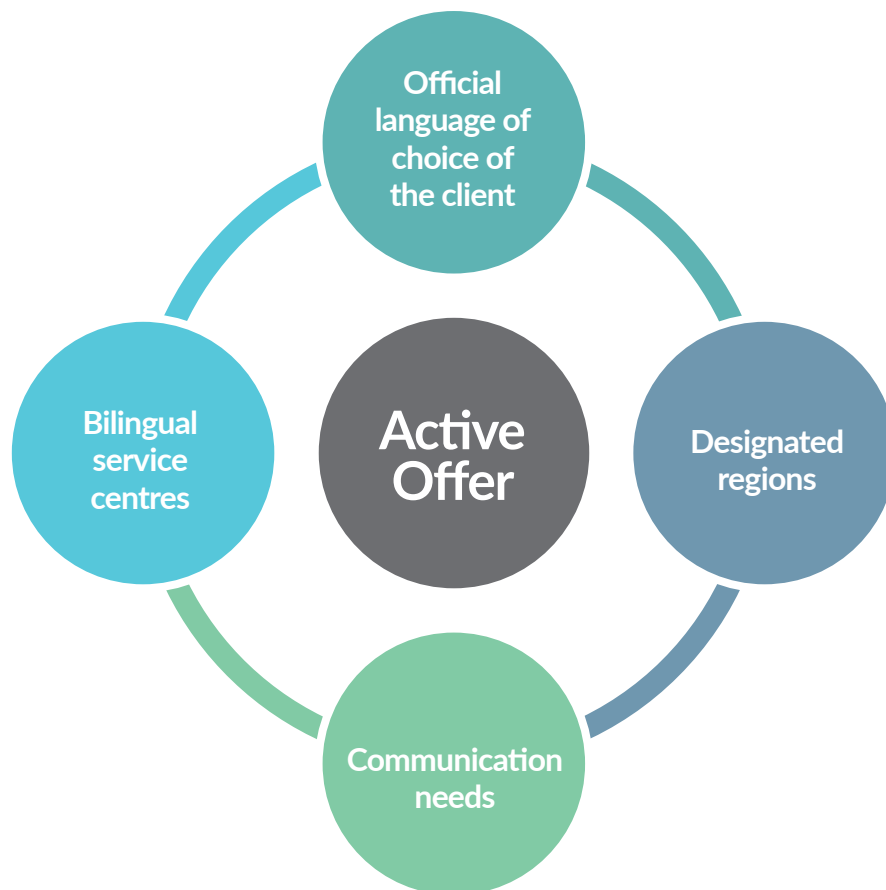 Official
language of
choice of
the client
Bilingual
service
centres
Active
Offer
Designated
regions
Communication
needs